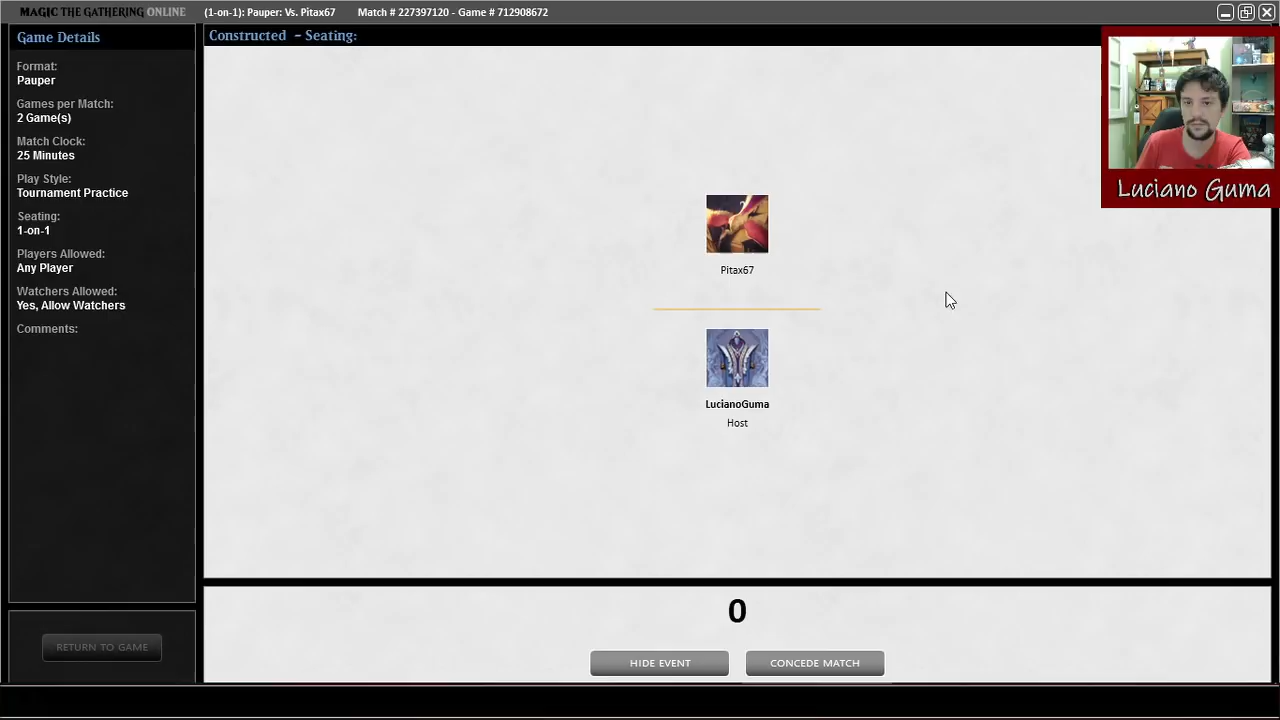 MAGIC THE GATHERING ONLINE (1-on-1): Pauper: Vs. Pitax67 Match # 227397120 - Game # 712908672
Game Details
Format:
Pauper
Games per Match:
2 Game(s)
Match Clock:
25 Minutes
Play Style:
Tournament Practice
Seating:
1-on-1
Players Allowed:
Any Player
Watchers Allowed:
Yes, Allow Watchers
Comments:
RETURN TO GAME
Constructed - Seating:
Luciano Guma
Pitax67
LucianoGuma
Host
0
HIDE EVENT CONCEDE MATCH